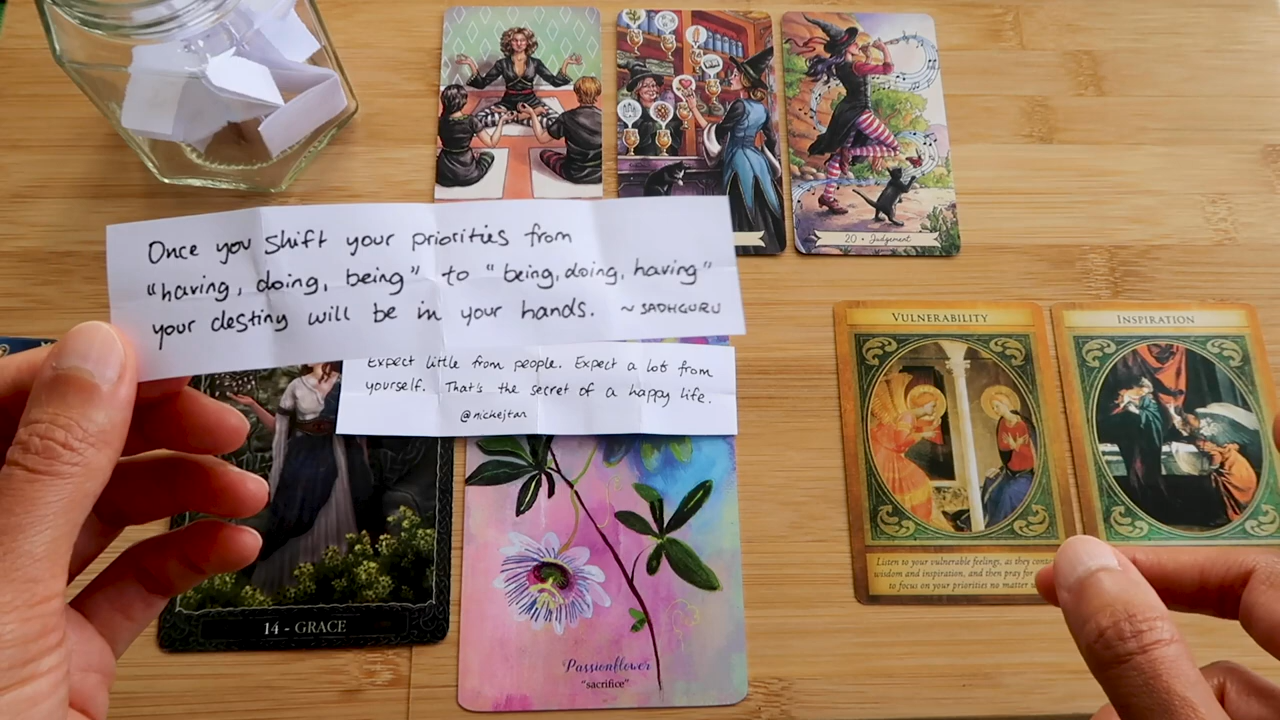 20 • Judgement
Once you shift your priorities from
"having, doing, being" to "being, doing, having"
your destiny will be in your hands. ~ SADHGURU
Expect little from people. Expect a lot from
yourself. That's the secret of a happy life.
@nickejtan
VULNERABILITY
INSPIRATION
Listen to your vulnerable feelings, as they
wisdom and inspiration, and then pray for
to focus on your priorities no matter
14 - GRACE
Passionflower
"sacrifice"